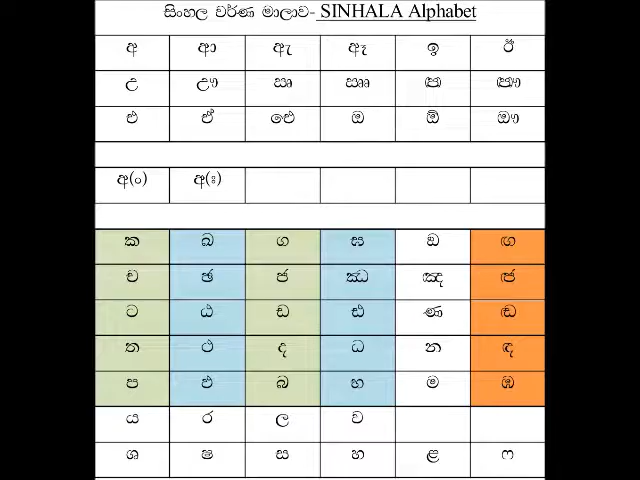 සිංහල වර්ණ මාලාව- SINHALA Alphabet
අ ආ ඇ ඈ ඉ ඊ
උ ඌ ඍ ඎ ඏ ඐ
එ ඒ ඓ ඔ ඕ ඖ
අ(ං) අ(ඃ)
ක ඛ ග ඝ ඞ ඟ
ච ඡ ජ ඣ ඤ ඦ
ට ඨ ඩ ඪ ණ ඬ
ත ථ ද ධ න ඳ
ප ඵ බ භ ම ඹ
ය ර ල ව
ශ ෂ ස හ ළ ෆ